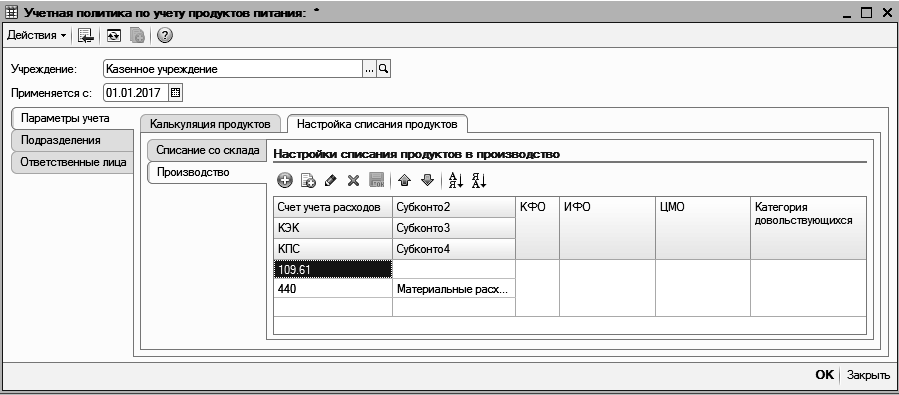 Учетная политика по учету продуктов питания: *
Действия
Учреждение: Казенное учреждение ...
Применяется с: 01.01.2017
Параметры учета
Подразделения
Ответственные лица
Калькуляция продуктов Настройка списания продуктов
Списание со склада
Производство
Настройки списания продуктов в производство
Счет учета расходов Субконто2 КФО ИФО ЦМО Категория довольствующихся
КЭК Субконто3
КПС Субконто4
109.61
440 Материальные расх...
OK Закрыть